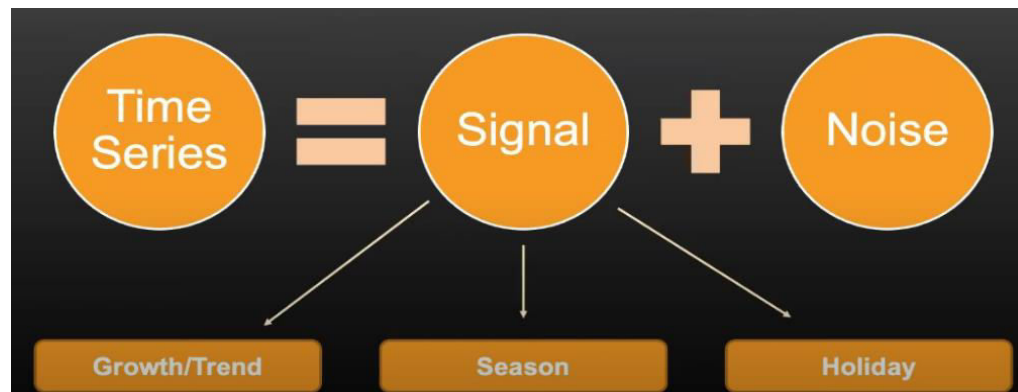 Time
Series
Signal
Noise
Growth/Trend
Season
Holiday